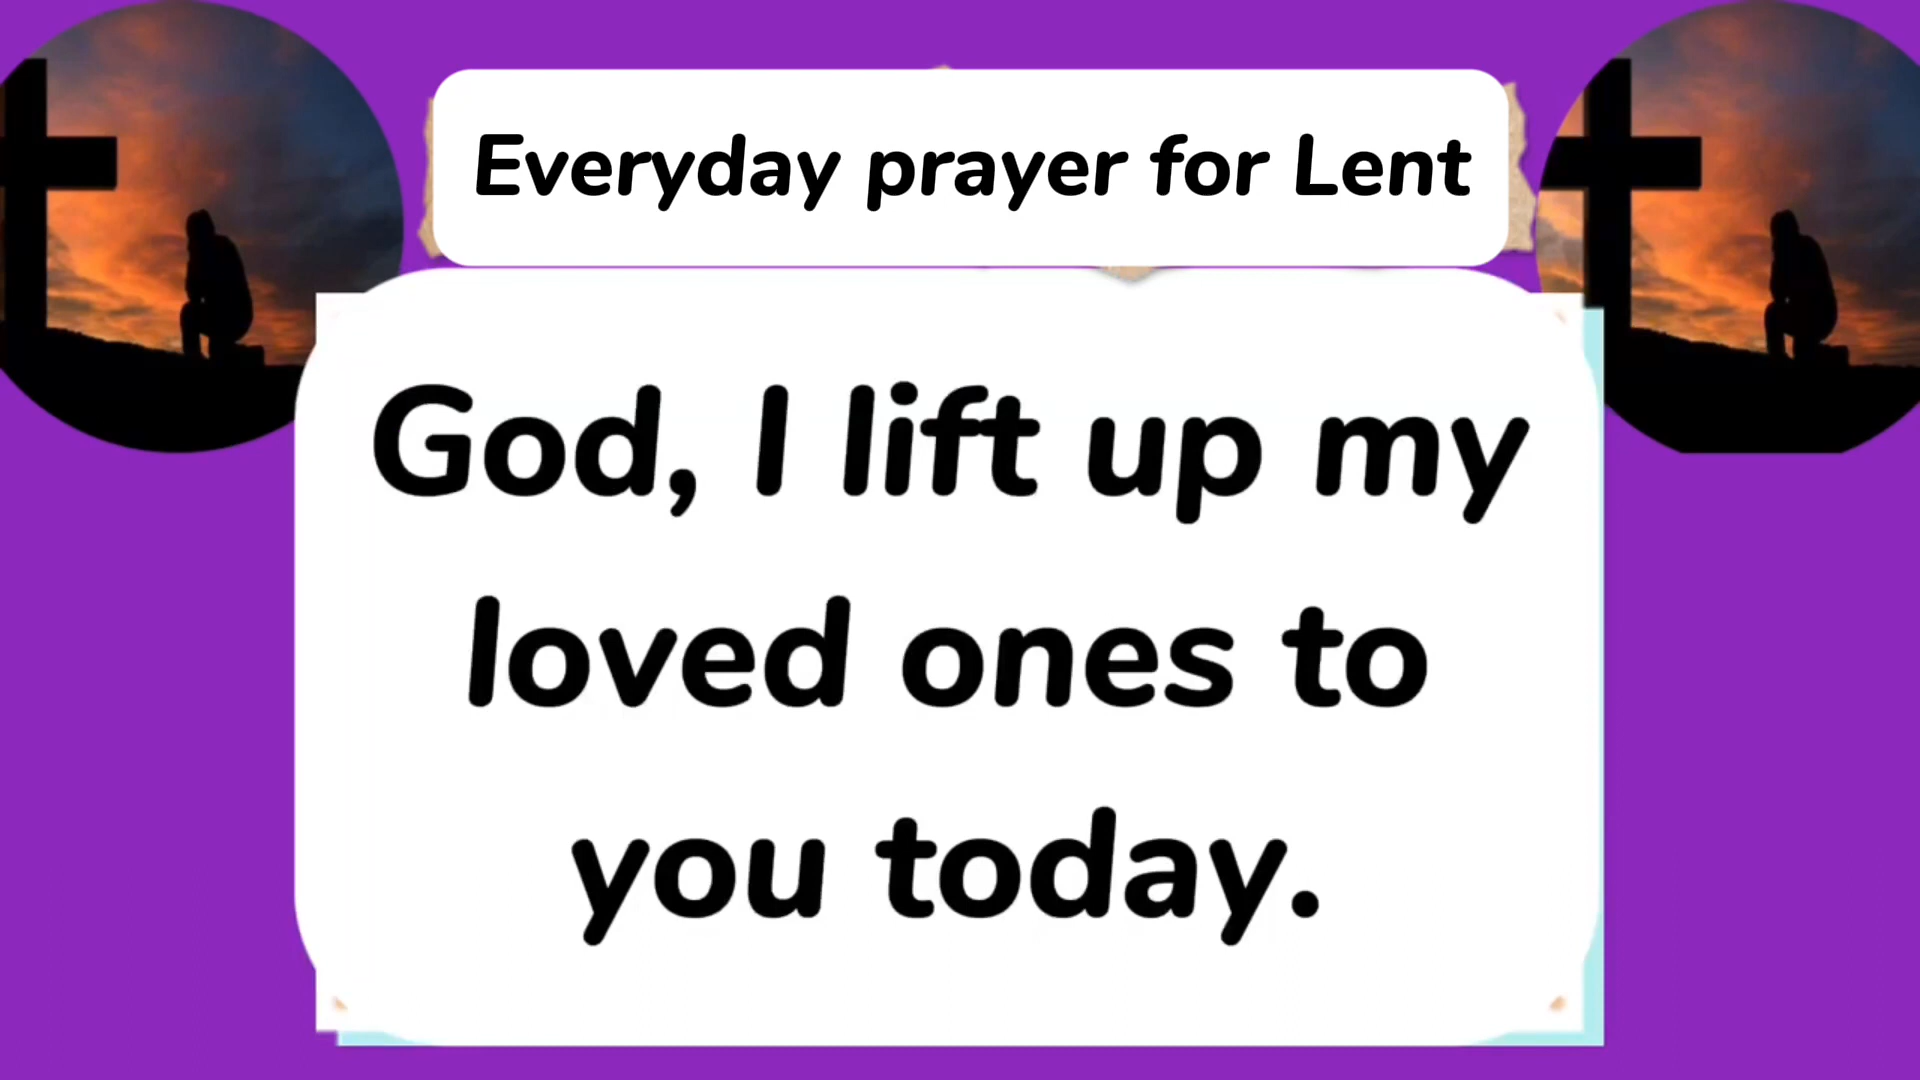 Everyday prayer for Lent
God, I lift up my
loved ones to
you today.